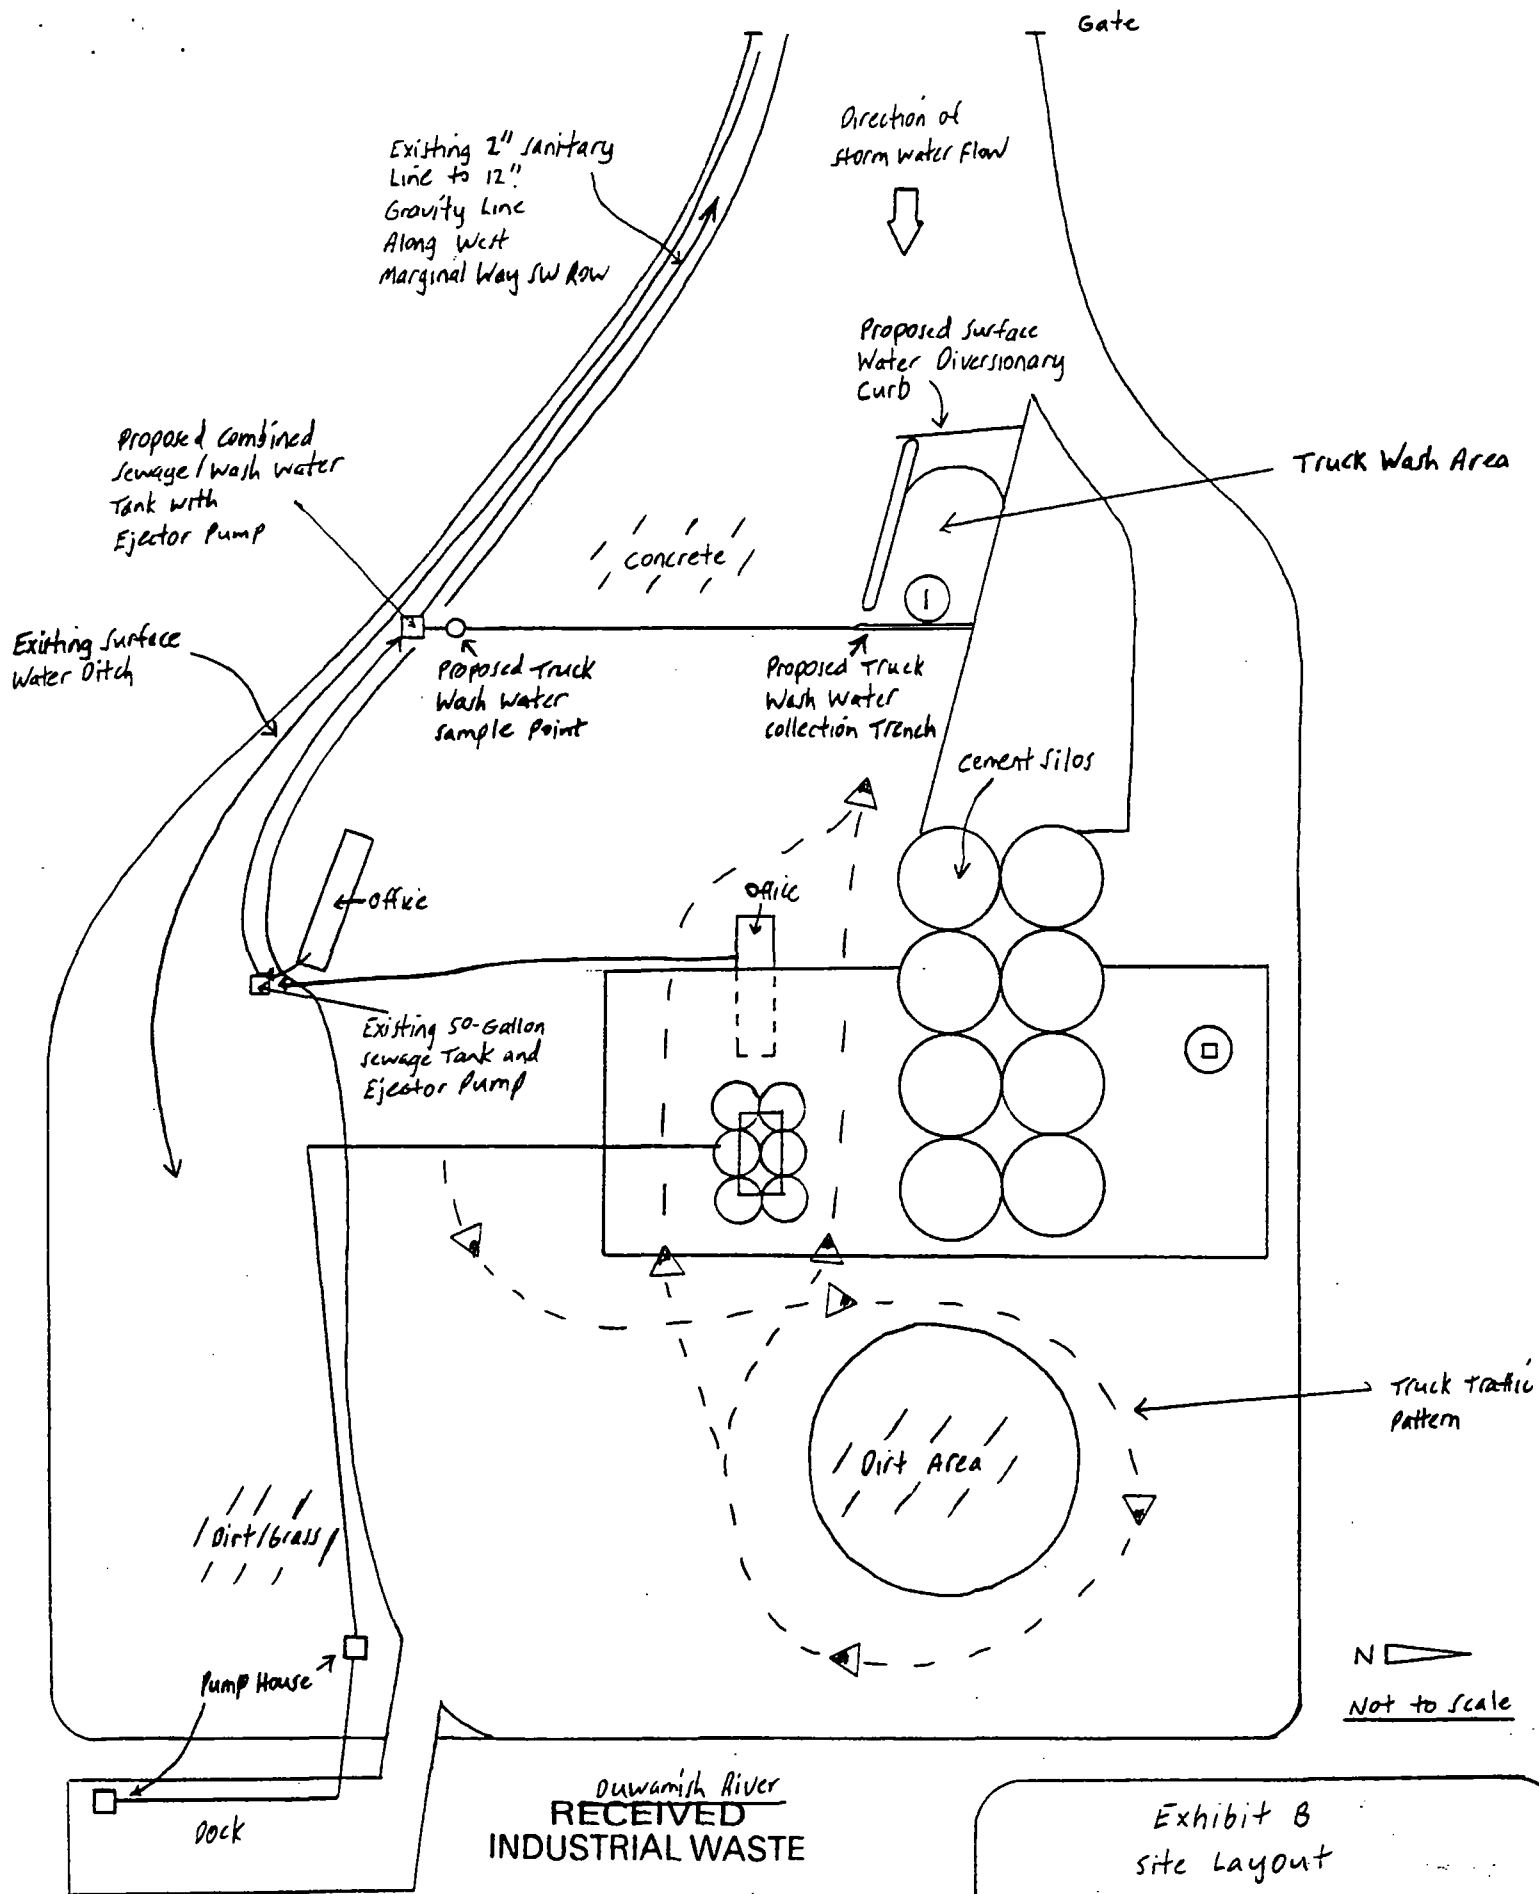 Gate
Direction of
Storm Water Flow
Existing 2" Sanitary
Line to 12"
Gravity Line
Along West
Marginal Way SW Row
Proposed Surface
Water Diversionary
Curb
Truck Wash Area
Proposed Combined
Sewage/Wash Water
Tank with
Ejector Pump
Concrete
1
Existing Surface
Water Ditch
Proposed Truck
Wash Water
Sample Point
Proposed Truck
Wash Water
Collection Trench
Cement Silos
Office
Office
Existing 50-Gallon
Sewage Tank and
Ejector Pump
Truck Traffic
Pattern
Dirt Area
Dirt/Grass
Pump House
N
Not to Scale
Duwamish River
RECEIVED
INDUSTRIAL WASTE
Dock
Exhibit B
Site Layout